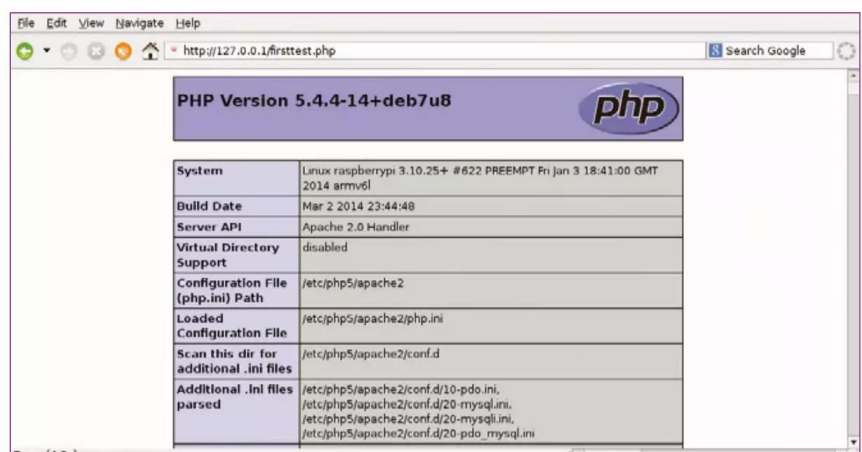 File Edit View Navigate Help
http://127.0.0.1/firsttest.php
Search Google
PHP Version 5.4.4-14+deb7u8
php
System Linux raspberrypi 3.10.25+ #622 PREEMPT Fri Jan 3 18:41:00 GMT
2014 armv6l
Build Date Mar 2 2014 23:44:48
Server API Apache 2.0 Handler
Virtual Directory disabled
Support
Configuration File /etc/php5/apache2
(php.ini) Path
Loaded /etc/php5/apache2/php.ini
Configuration File
Scan this dir for /etc/php5/apache2/conf.d
additional .ini files
Additional .ini files /etc/php5/apache2/conf.d/10-pdo.ini,
parsed /etc/php5/apache2/conf.d/20-mysql.ini,
/etc/php5/apache2/conf.d/20-mysqli.ini,
/etc/php5/apache2/conf.d/20-pdo_mysql.ini